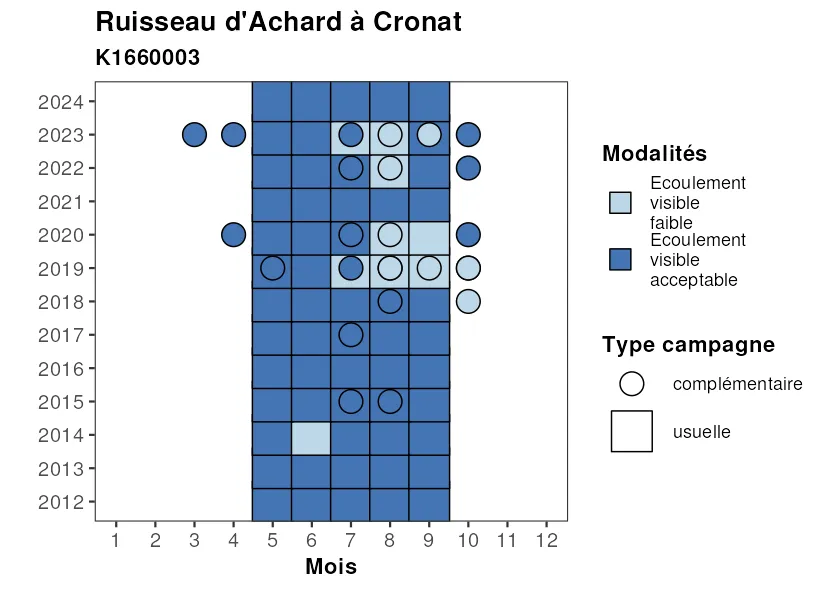 Ruisseau d'Achard à Cronat
K1660003
2024
2023
2022
2021
2020
2019
2018
2017
2016
2015
2014
2013
2012
1 2 3 4 5 6 7 8 9 10 11 12
Mois
Modalités
Ecoulement
visible
faible
Ecoulement
visible
acceptable
Type campagne
complémentaire
usuelle